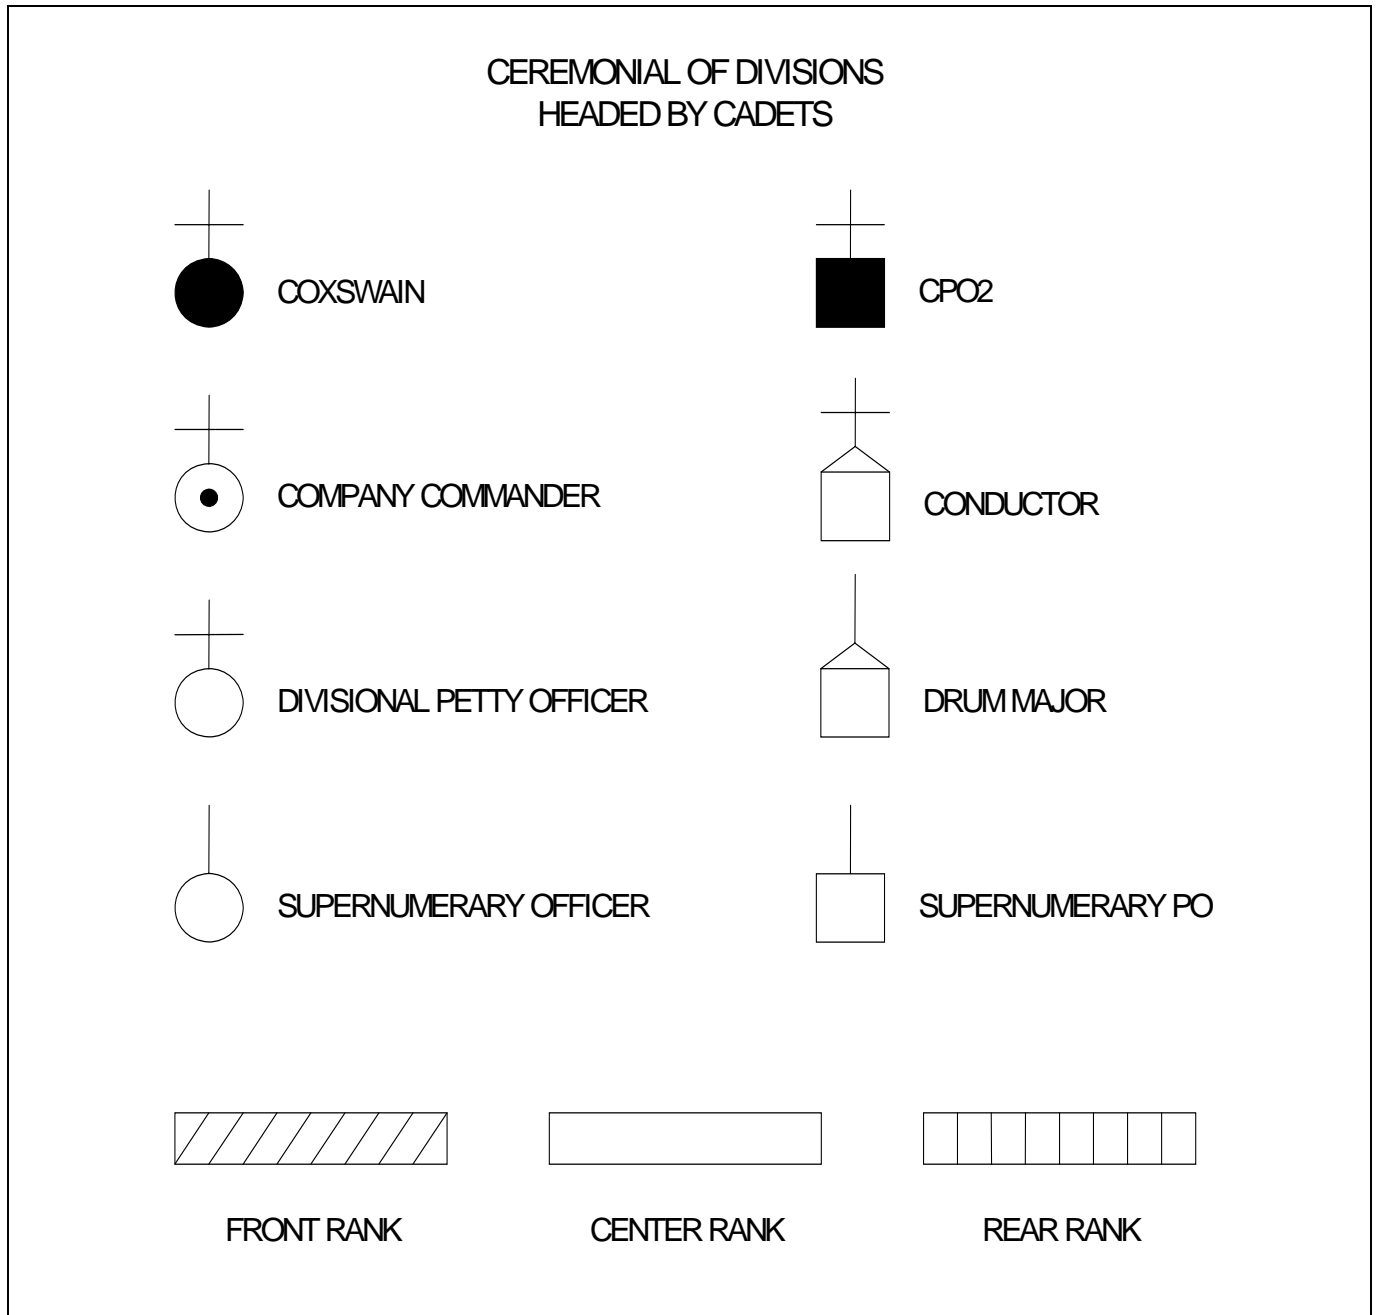 CEREMONIAL OF DIVISIONS
HEADED BY CADETS
COXSWAIN
CPO2
COMPANY COMMANDER
CONDUCTOR
DIVISIONAL PETTY OFFICER
DRUM MAJOR
SUPERNUMERARY OFFICER
SUPERNUMERARY PO
FRONT RANK
CENTER RANK
REAR RANK